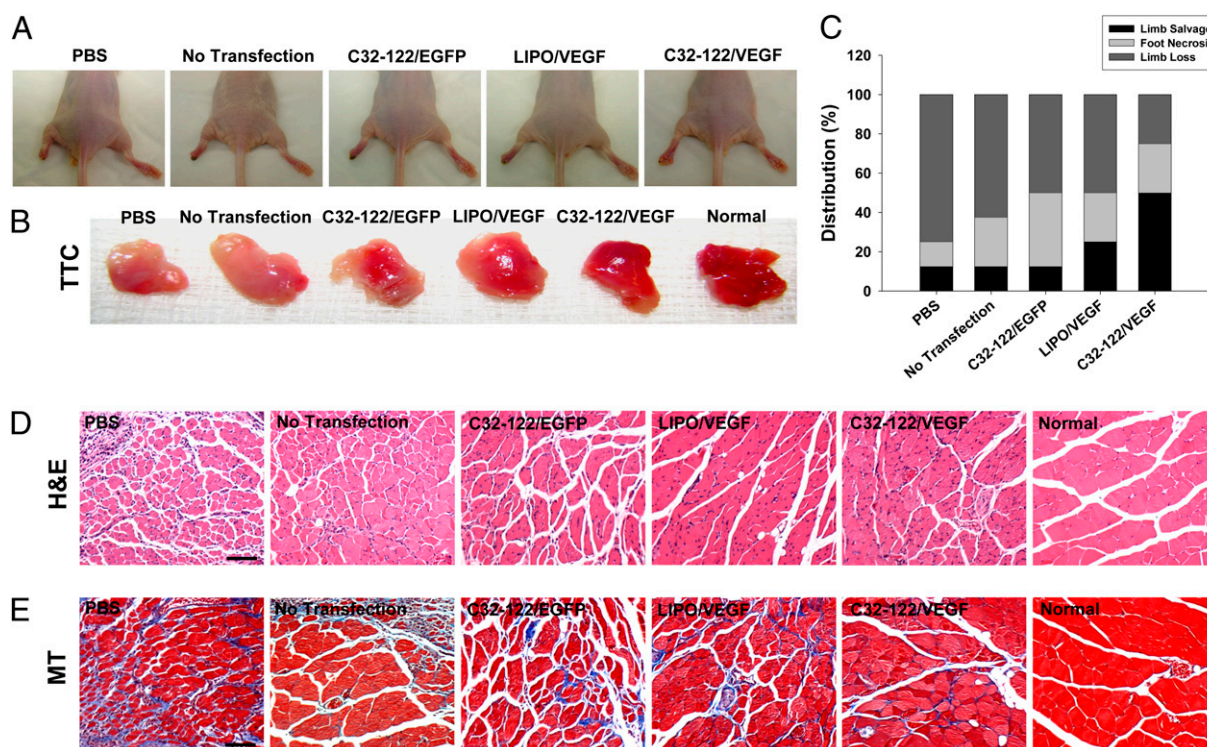 A
PBS
No Transfection
C32-122/EGFP
LIPO/VEGF
C32-122/VEGF
B
TTC
PBS
No Transfection
C32-122/EGFP
LIPO/VEGF
C32-122/VEGF
Normal
C
Limb Salvag
Foot Necrosi
Limb Loss
Distribution (%)
120
100
80
60
40
20
0
PBS
No Transfection
C32-122/EGFP
LIPO/VEGF
C32-122/VEGF
D
H&E
PBS
No Transfection
C32-122/EGFP
LIPO/VEGF
C32-122/VEGF
Normal
E
MT
PBS
No Transfection
C32-122/EGFP
LIPO/VEGF
C32-122/VEGF
Normal